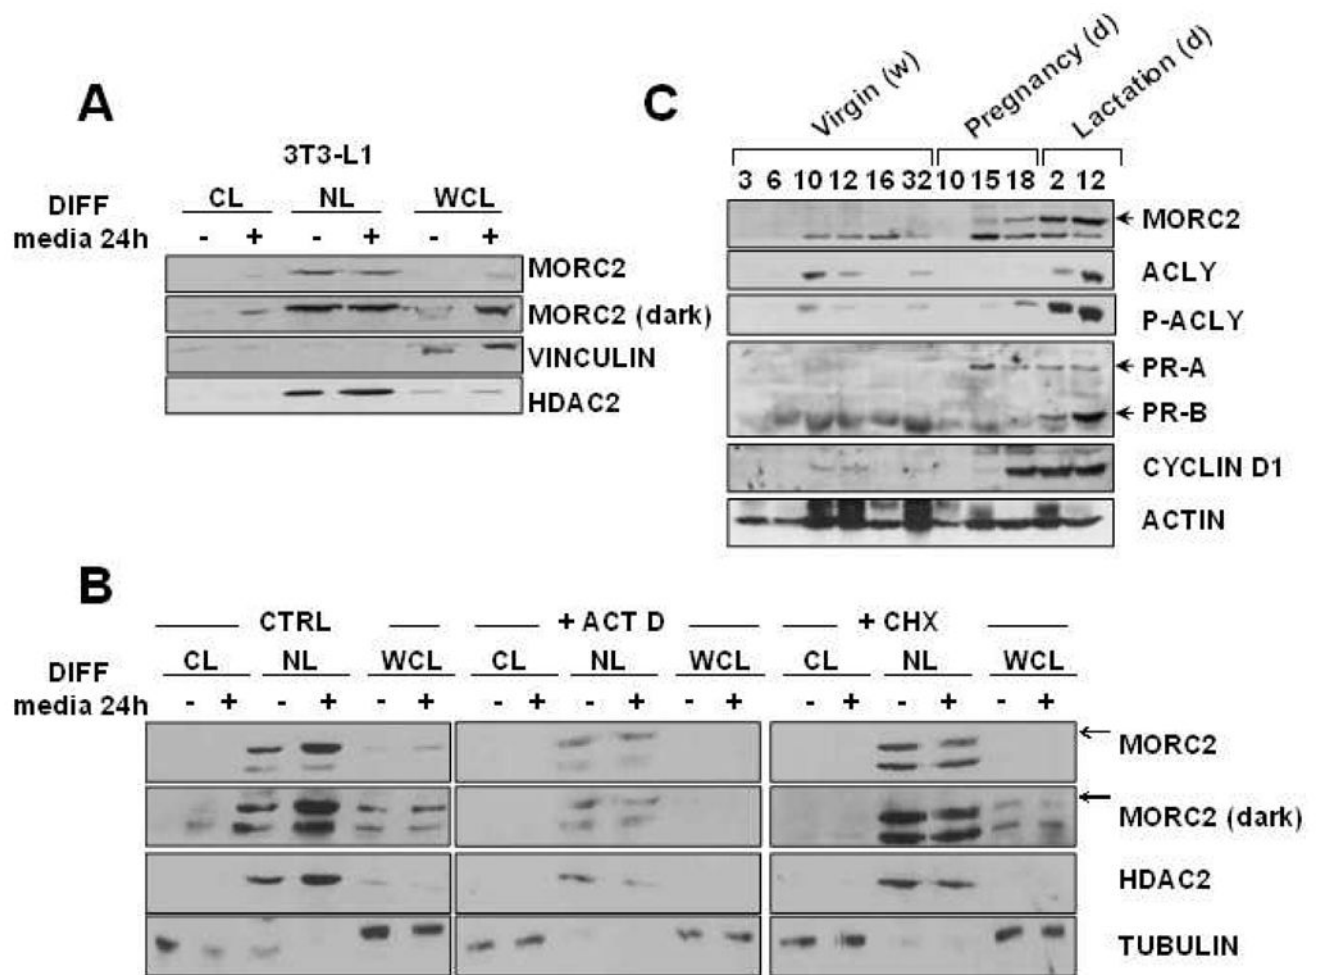 A
3T3-L1
DIFF
media 24h
CL NL WCL
- + - + - +
MORC2
MORC2 (dark)
VINCULIN
HDAC2
C
Virgin (w) Pregnancy (d) Lactation (d)
3 6 10 12 16 32 10 15 18 2 12
MORC2
ACLY
P-ACLY
PR-A
PR-B
CYCLIN D1
ACTIN
B
CTRL + ACT D + CHX
DIFF
media 24h
CL NL WCL CL NL WCL CL NL WCL
- + - + - + - + - + - + - + - + - +
MORC2
MORC2 (dark)
HDAC2
TUBULIN